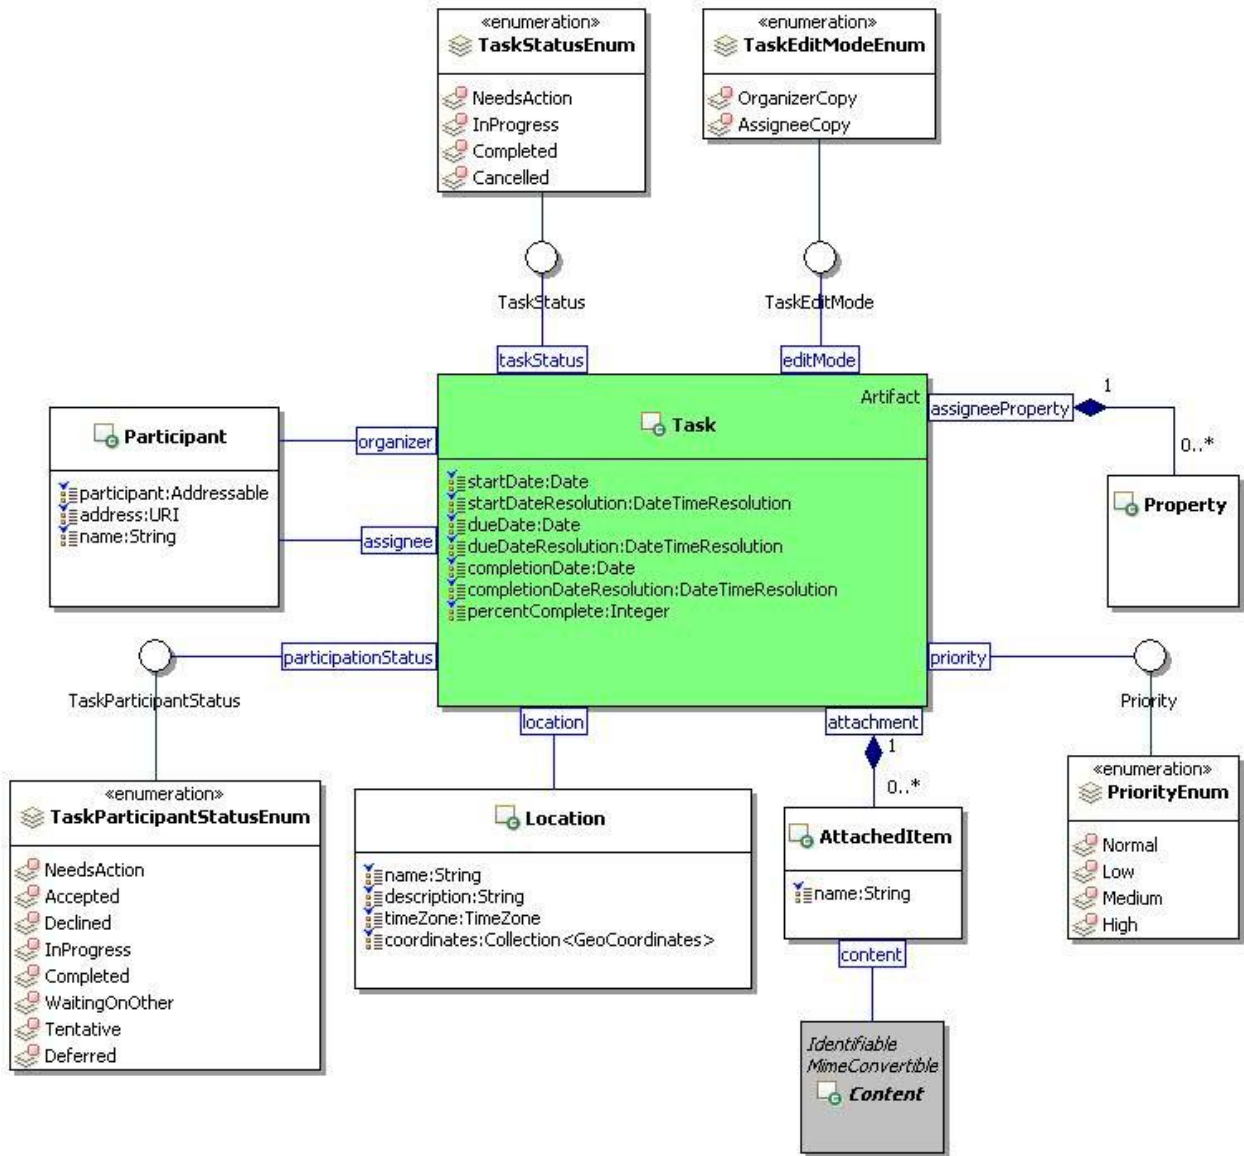 «enumeration»
TaskStatusEnum
NeedsAction
InProgress
Completed
Cancelled
«enumeration»
TaskEditModeEnum
OrganizerCopy
AssigneeCopy
TaskStatus
TaskEditMode
taskStatus
editMode
Artifact
Task
startDate:Date
startDateResolution:DateTimeResolution
dueDate:Date
dueDateResolution:DateTimeResolution
completionDate:Date
completionDateResolution:DateTimeResolution
percentComplete:Integer
assigneeProperty
1
0..*
Property
Participant
participant:Addressable
address:URI
name:String
organizer
assignee
participationStatus
TaskParticipantStatus
priority
Priority
location
attachment
1
0..*
«enumeration»
TaskParticipantStatusEnum
NeedsAction
Accepted
Declined
InProgress
Completed
WaitingOnOther
Tentative
Deferred
Location
name:String
description:String
timeZone:TimeZone
coordinates:Collection<GeoCoordinates>
AttachedItem
name:String
content
Identifiable
MimeConvertible
Content
«enumeration»
PriorityEnum
Normal
Low
Medium
High